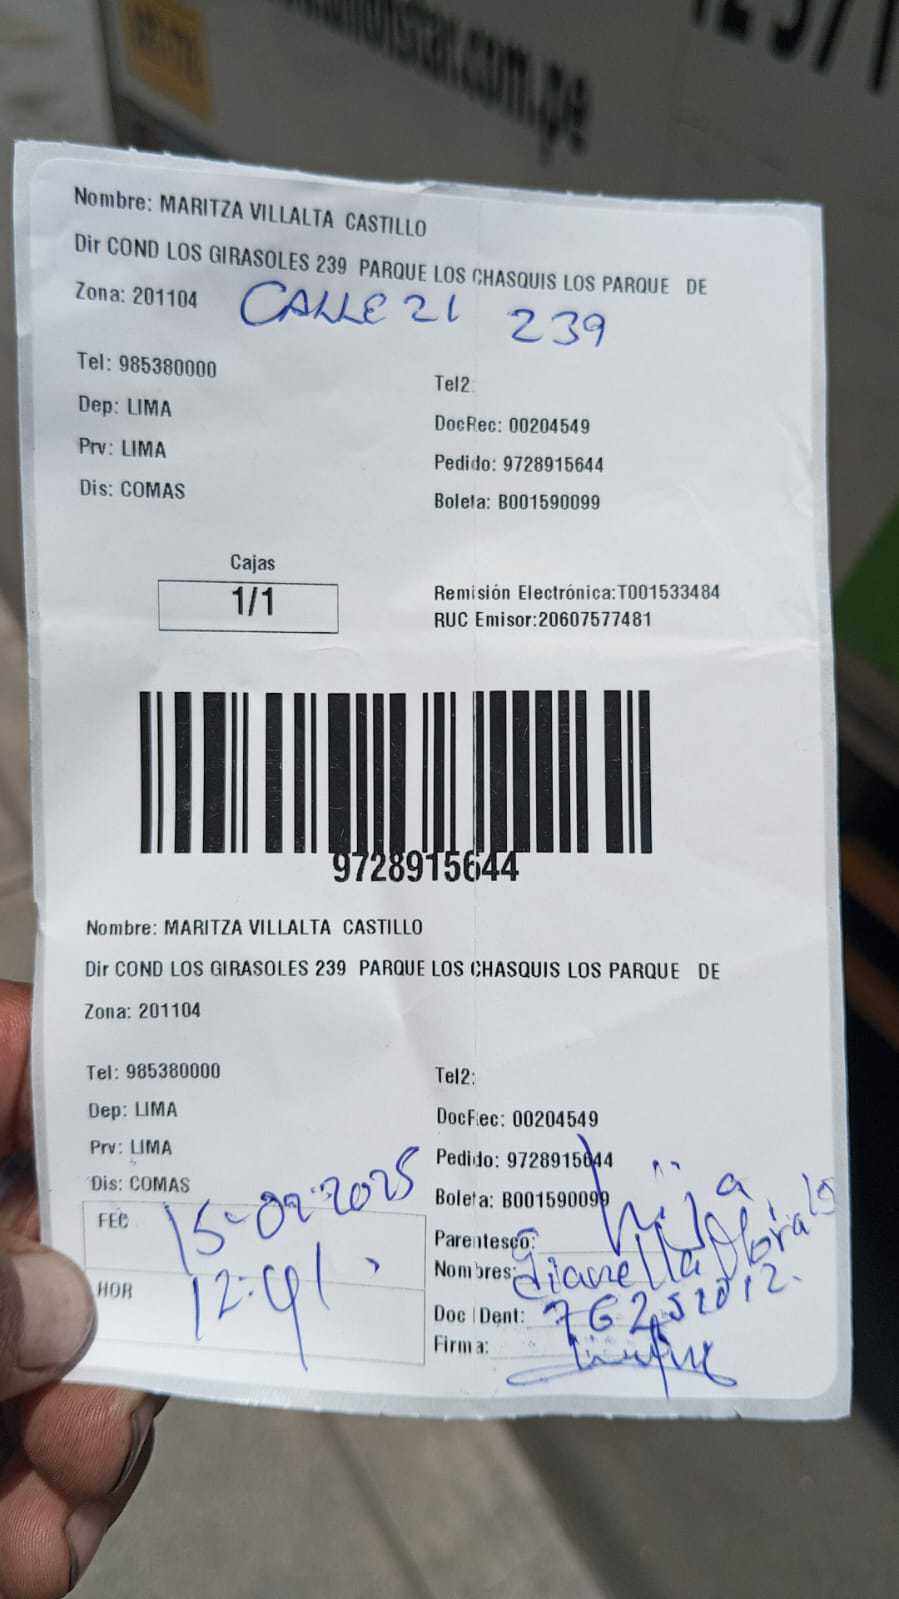 Nombre: MARITZA VILLALTA CASTILLO
Dir COND LOS GIRASOLES 239 PARQUE LOS CHASQUIS LOS PARQUE DE
Zona: 201104
CALLE 21 239
Tel: 985380000
Tel2:
Dep: LIMA
DocRec: 00204549
Prv: LIMA
Pedido: 9728915644
Dis: COMAS
Boleta: B001590099
Cajas
1/1
Remisión Electrónica:T001533484
RUC Emisor:20607577481
9728915644
Nombre: MARITZA VILLALTA CASTILLO
Dir COND LOS GIRASOLES 239 PARQUE LOS CHASQUIS LOS PARQUE DE
Zona: 201104
Tel: 985380000
Tel2:
Dep: LIMA
DocRec: 00204549
Prv: LIMA
Pedido: 9728915644
Dis: COMAS
Boleta: B001590099
FEC 15-02-2025
Parentesco: hija
Nombres:
HOR 12:41
Doc Ident: 76252012.
Firma: